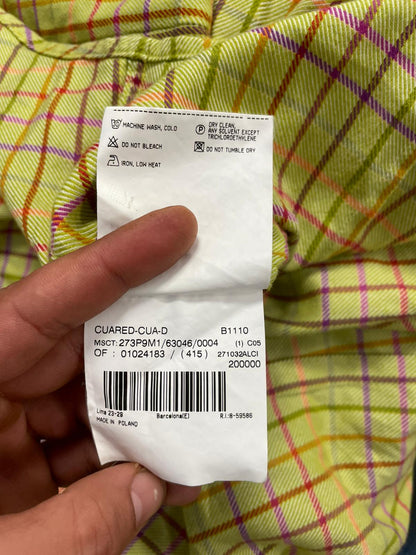 MACHINE WASH, COLD
DO NOT BLEACH
IRON, LOW HEAT
P
DRY CLEAN,
ANY SOLVENT EXCEPT
TRICHLOROETHYLENE
DO NOT TUMBLE DRY
CUARED-CUA-D B1110
MSCT: 273P9M1/63046/0004 (1) C05
OF : 01024183 / (415) 271032ALCI
200000
Lima 23-29 Barcelona(E) R.I:8-59586
MADE IN POLAND